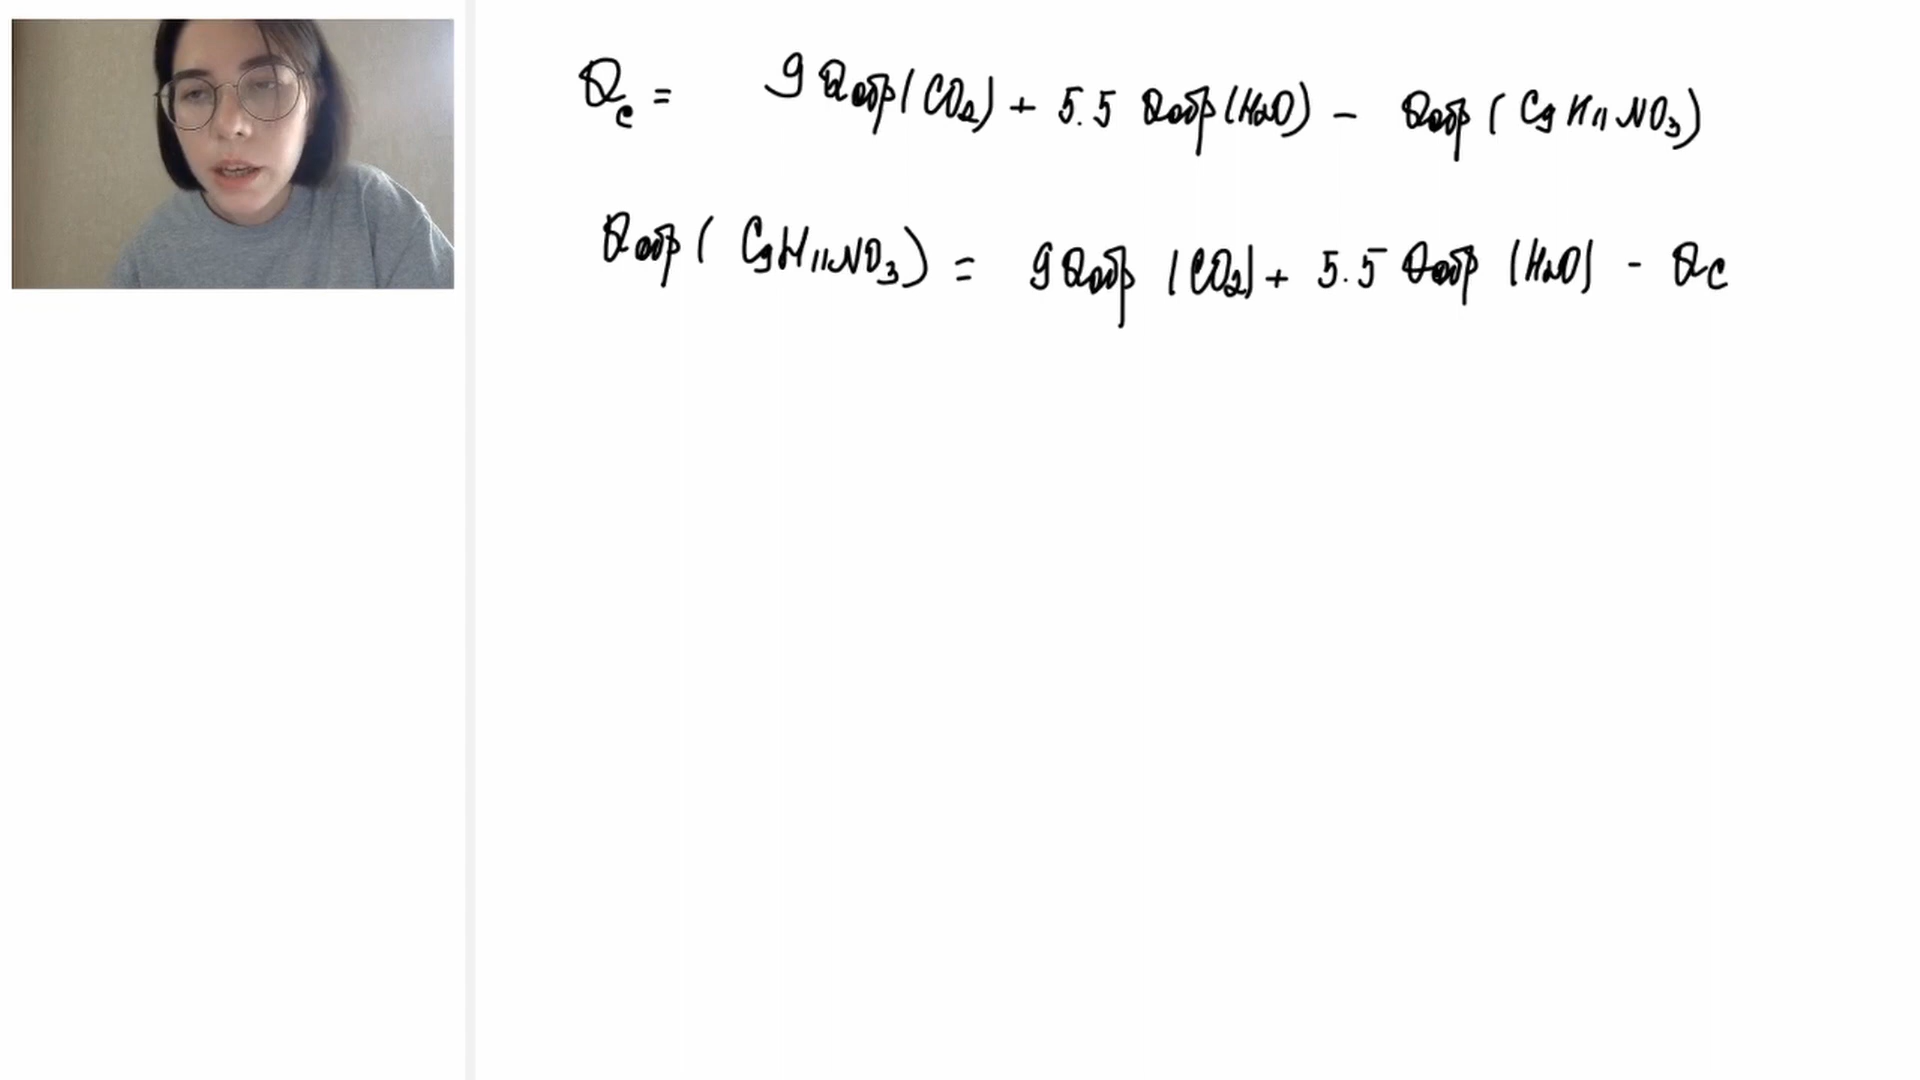 Qc = 9 Qобр(CO2) + 5.5 Qобр(H2O) - Qобр(C9H11NO3)
Qобр(C9H11NO3) = 9 Qобр(CO2) + 5.5 Qобр(H2O) - Qc